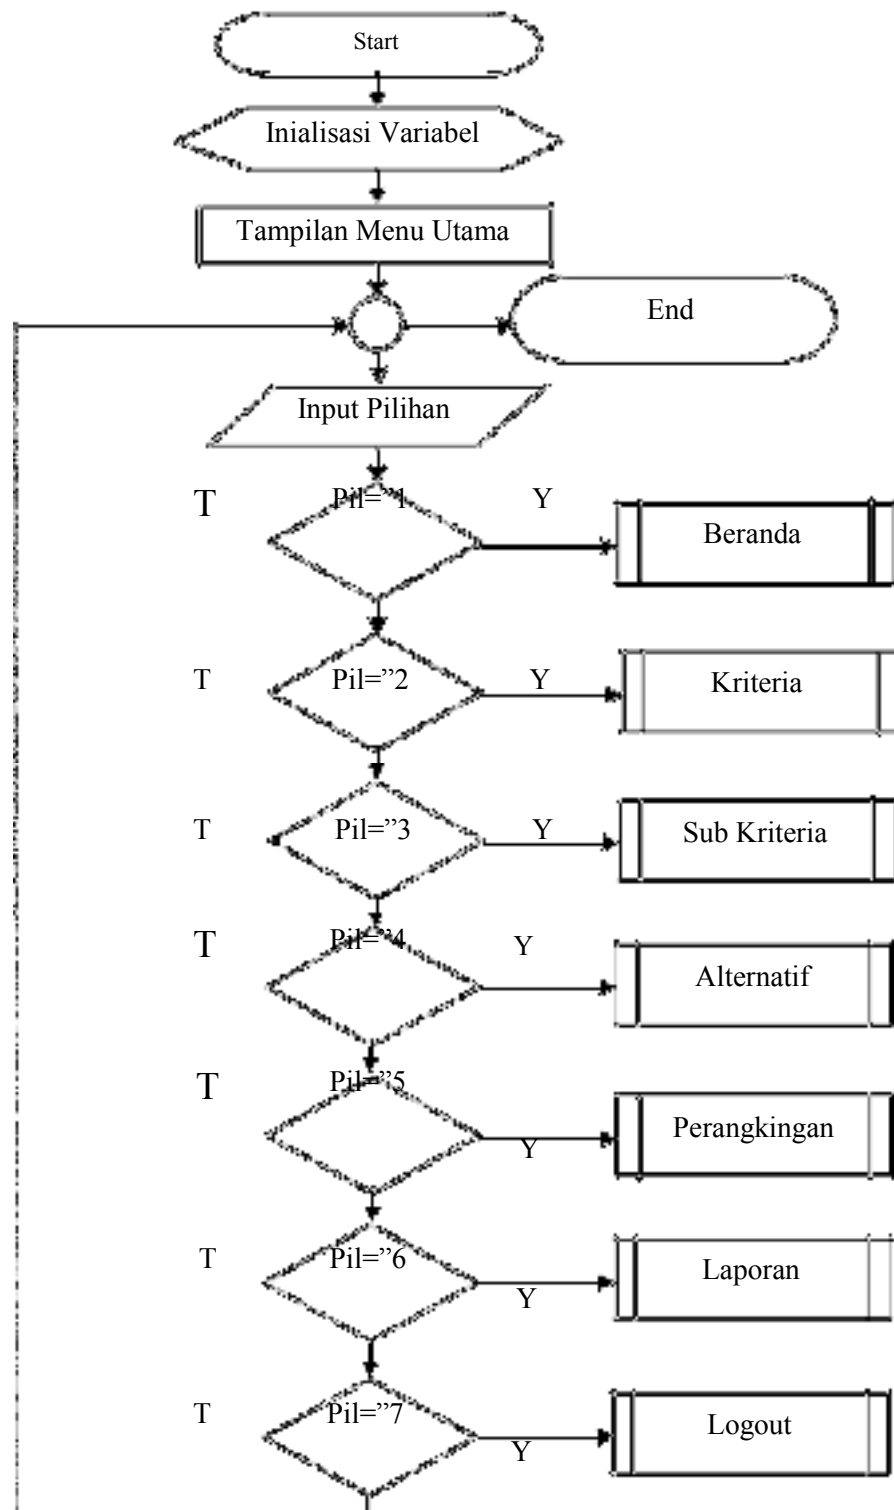 Start
Inialisasi Variabel
Tampilan Menu Utama
End
Input Pilihan
T
Pil=”1
Y
Beranda
T
Pil=”2
Y
Kriteria
T
Pil=”3
Y
Sub Kriteria
T
Pil=”4
Y
Alternatif
T
Pil=”5
Y
Perangkingan
T
Pil=”6
Y
Laporan
T
Pil=”7
Y
Logout